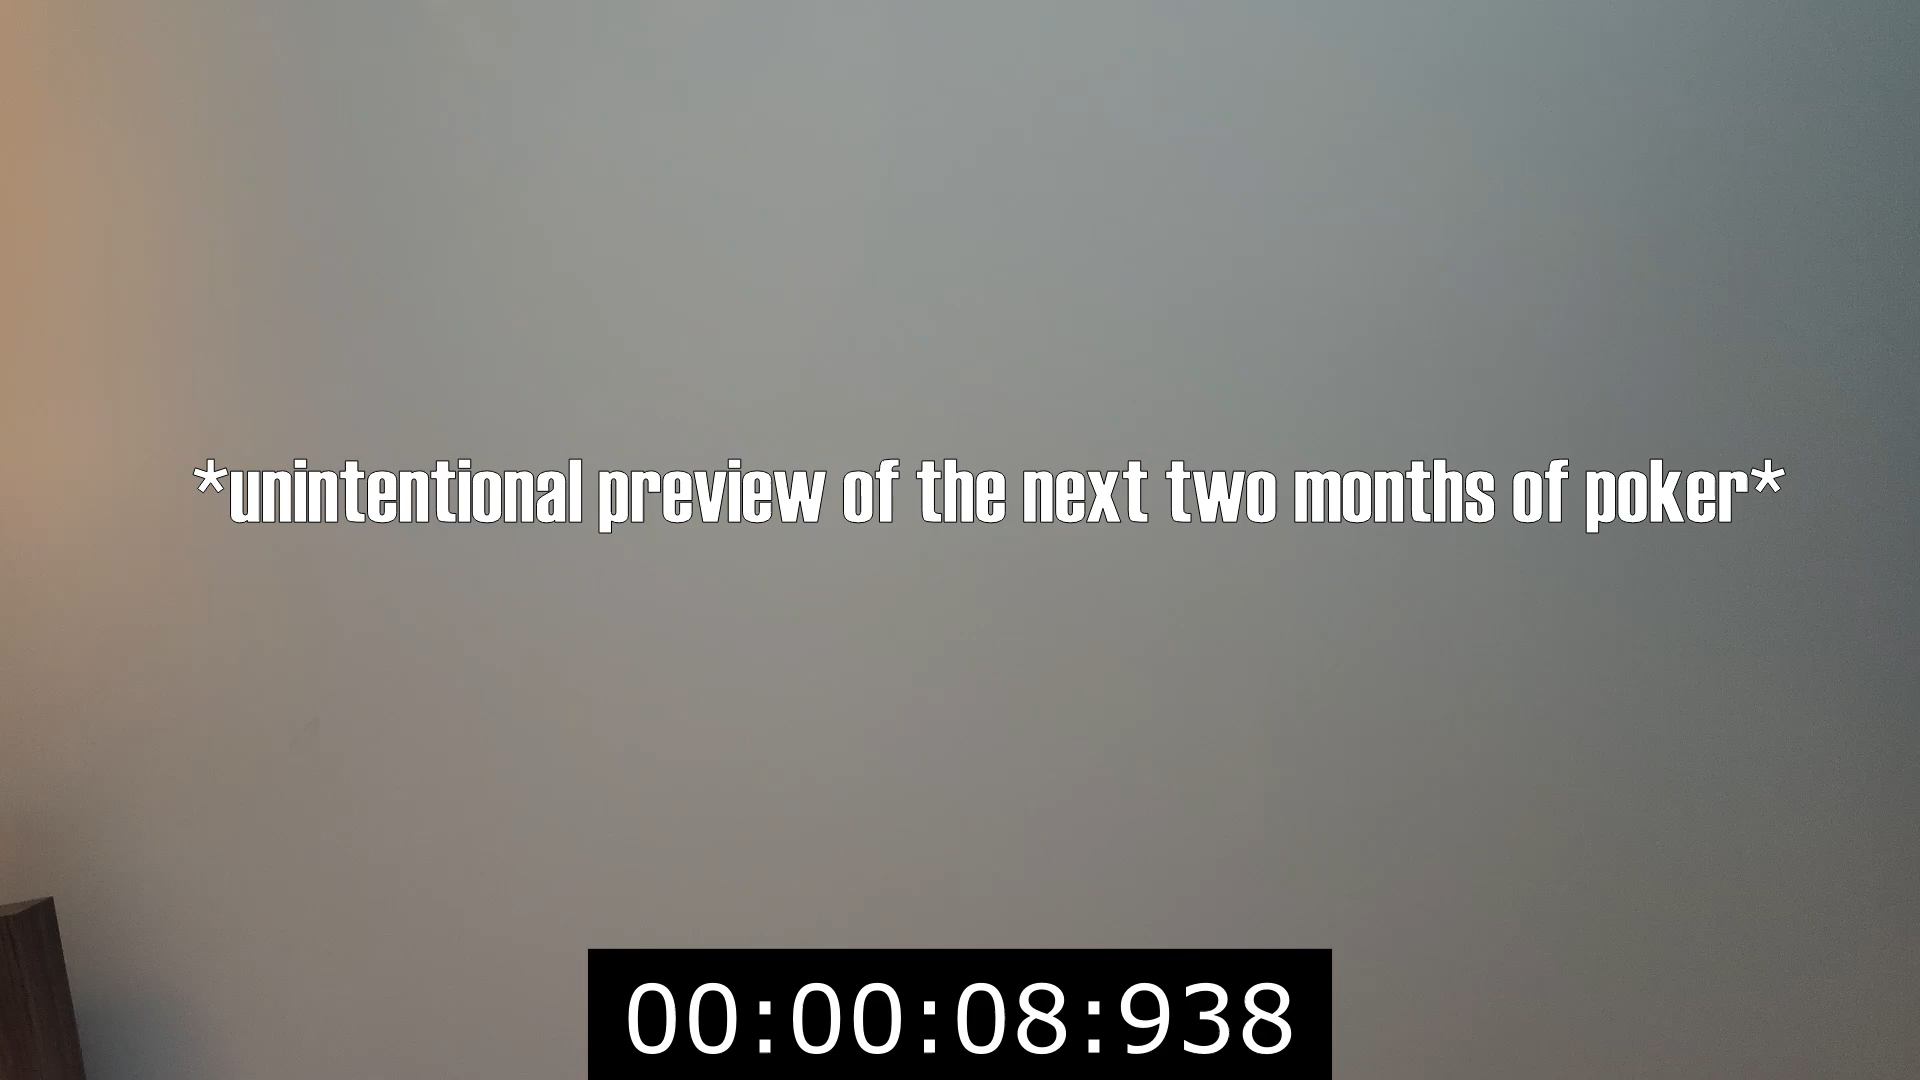 *unintentional preview of the next two months of poker*
00:00:08:938